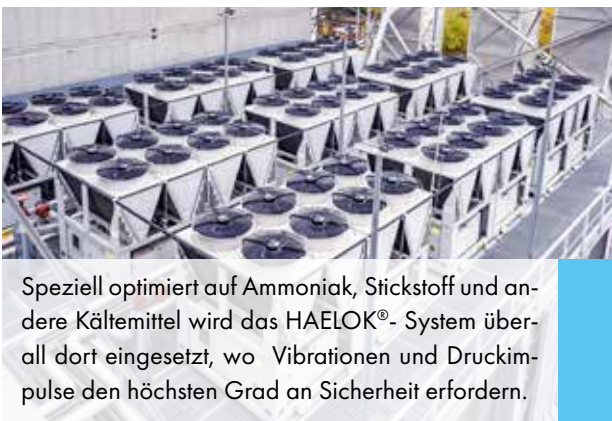 Speziell optimiert auf Ammoniak, Stickstoff und an-
dere Kältemittel wird das HAELOK®- System über-
all dort eingesetzt, wo  Vibrationen und Druckim-
pulse den höchsten Grad an Sicherheit erfordern.